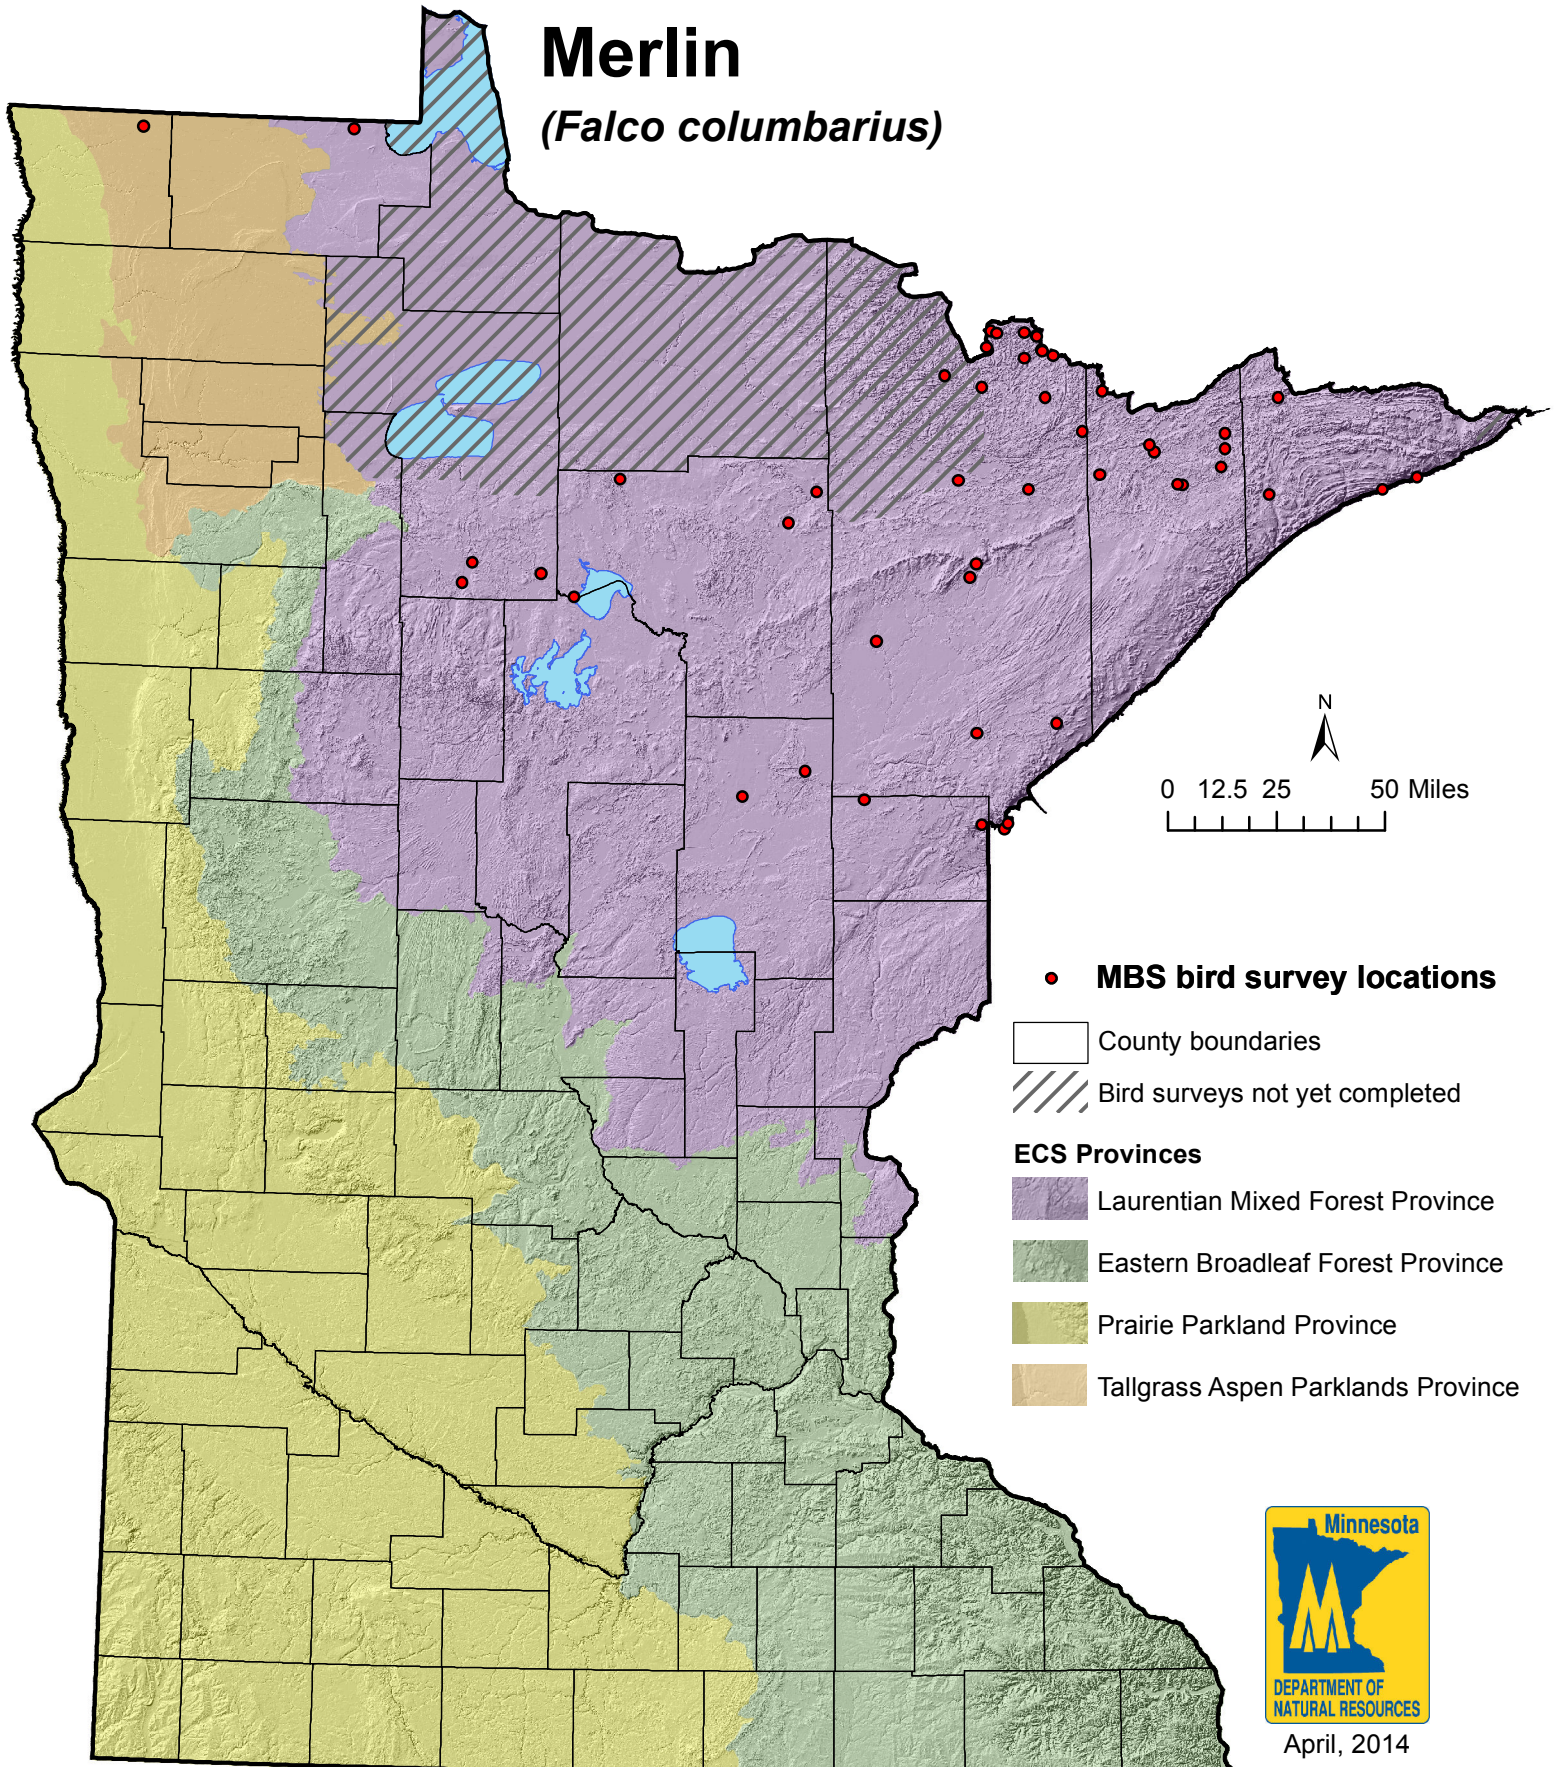 Merlin
(Falco columbarius)
N
0 12.5 25 50 Miles
MBS bird survey locations
County boundaries
Bird surveys not yet completed
ECS Provinces
Laurentian Mixed Forest Province
Eastern Broadleaf Forest Province
Prairie Parkland Province
Tallgrass Aspen Parklands Province
Minnesota
DEPARTMENT OF
NATURAL RESOURCES
April, 2014